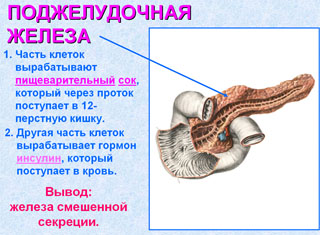 ПОДЖЕЛУДОЧНАЯ
ЖЕЛЕЗА
1. Часть клеток
вырабатывают
пищеварительный сок,
который через проток
поступает в 12-
перстную кишку.
2. Другая часть клеток
вырабатывает гормон
инсулин, который
поступает в кровь.
Вывод:
железа смешенной
секреции.